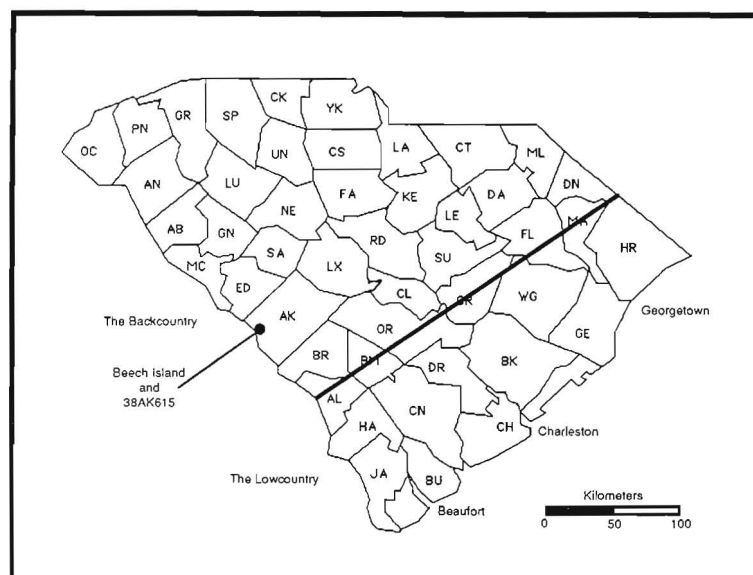 CK
YK
GR
SP
PN
OC
UN
CS
LA
CT
ML
DN
AN
LU
FA
KE
DA
NE
LE
AB
GN
RD
FL
MA
HR
SA
SU
MC
LX
ED
CL
WG
AK
OR
GE
BR
BM
DR
BK
AL
CN
HA
CH
JA
BU
The Backcountry
Beech island
and
38AK615
Georgetown
Charleston
The Lowcountry
Beaufort
Kilometers
0 50 100